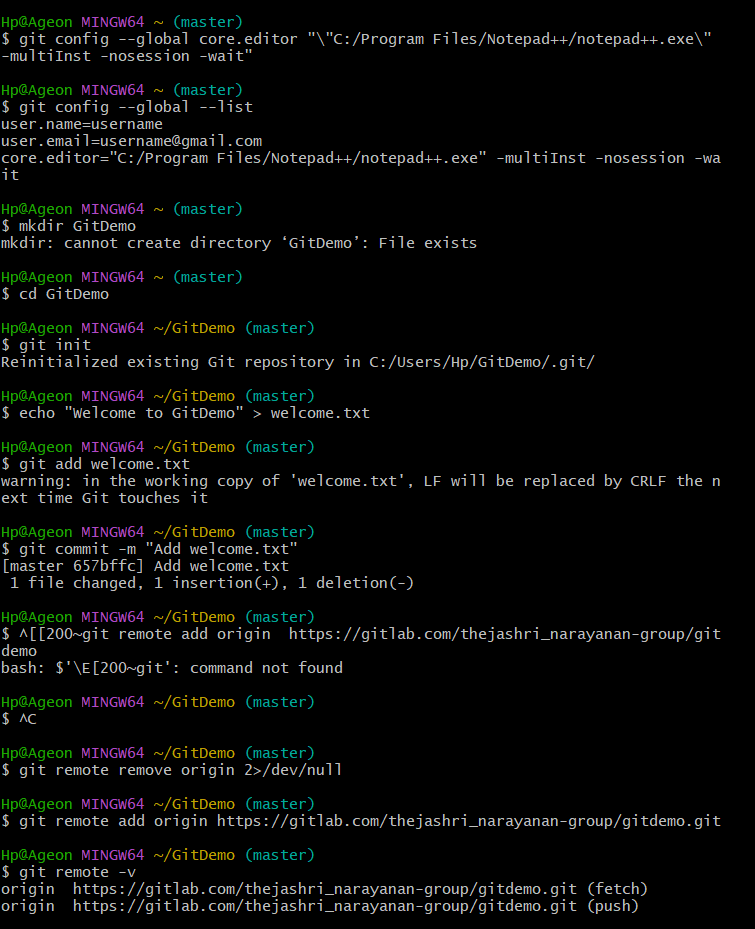 Hp@Ageon MINGW64 ~ (master)
$ git config --global core.editor "\"C:/Program Files/Notepad++/notepad++.exe\"
-multiInst -nosession -wait"
Hp@Ageon MINGW64 ~ (master)
$ git config --global --list
user.name=username
user.email=username@gmail.com
core.editor="C:/Program Files/Notepad++/notepad++.exe" -multiInst -nosession -wa
it
Hp@Ageon MINGW64 ~ (master)
$ mkdir GitDemo
mkdir: cannot create directory ‘GitDemo’: File exists
Hp@Ageon MINGW64 ~ (master)
$ cd GitDemo
Hp@Ageon MINGW64 ~/GitDemo (master)
$ git init
Reinitialized existing Git repository in C:/Users/Hp/GitDemo/.git/
Hp@Ageon MINGW64 ~/GitDemo (master)
$ echo "Welcome to GitDemo" > welcome.txt
Hp@Ageon MINGW64 ~/GitDemo (master)
$ git add welcome.txt
warning: in the working copy of 'welcome.txt', LF will be replaced by CRLF the n
ext time Git touches it
Hp@Ageon MINGW64 ~/GitDemo (master)
$ git commit -m "Add welcome.txt"
[master 657bffc] Add welcome.txt
 1 file changed, 1 insertion(+), 1 deletion(-)
Hp@Ageon MINGW64 ~/GitDemo (master)
$ ^[[200~git remote add origin  https://gitlab.com/thejashri_narayanan-group/git
demo
bash: $'\E[200~git': command not found
Hp@Ageon MINGW64 ~/GitDemo (master)
$ ^C
Hp@Ageon MINGW64 ~/GitDemo (master)
$ git remote remove origin 2>/dev/null
Hp@Ageon MINGW64 ~/GitDemo (master)
$ git remote add origin https://gitlab.com/thejashri_narayanan-group/gitdemo.git
Hp@Ageon MINGW64 ~/GitDemo (master)
$ git remote -v
origin  https://gitlab.com/thejashri_narayanan-group/gitdemo.git (fetch)
origin  https://gitlab.com/thejashri_narayanan-group/gitdemo.git (push)